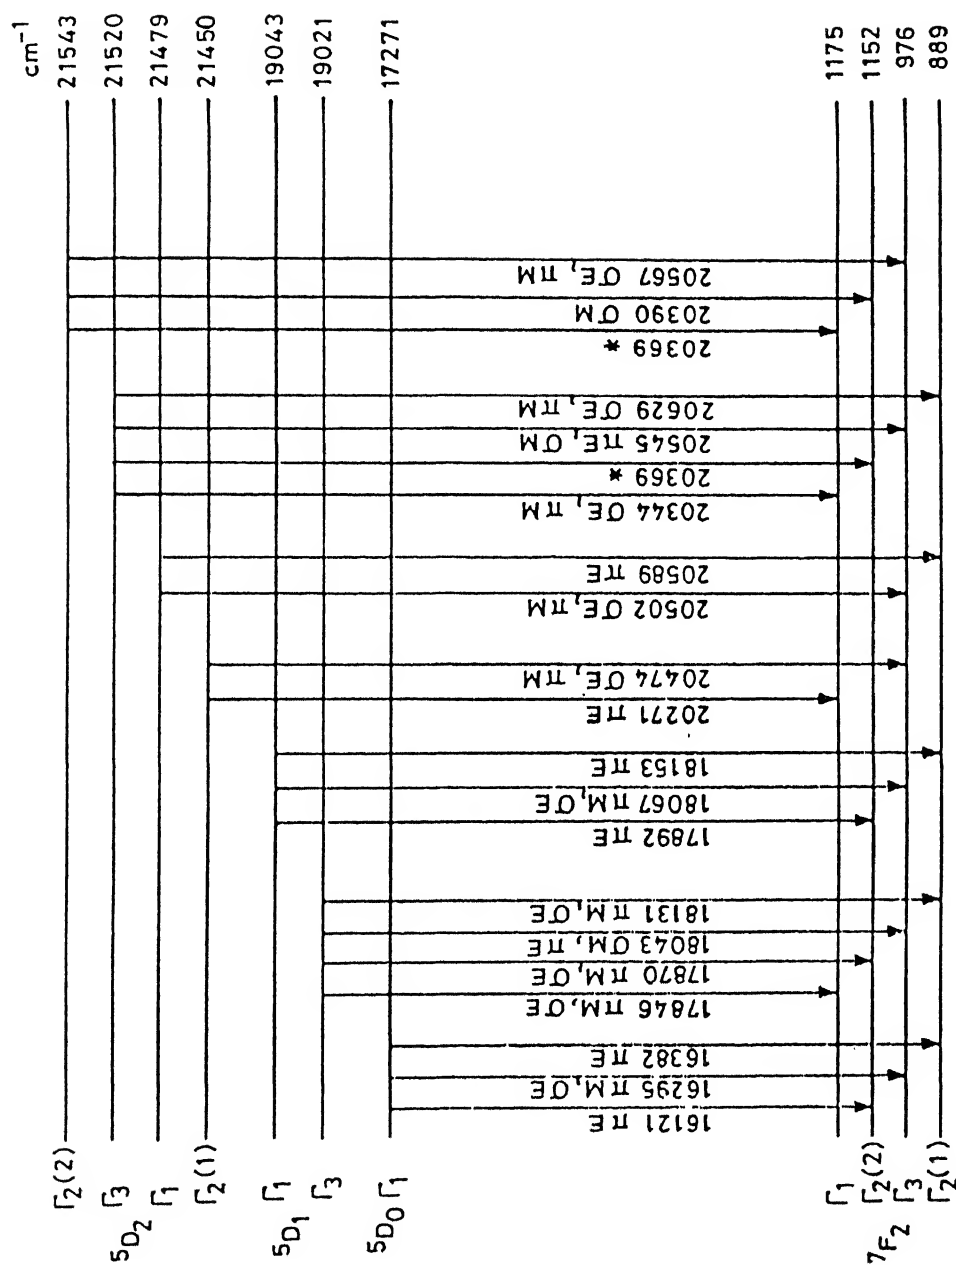 cm⁻¹
Γ₂(2) 21543
Γ₃ 21520
⁵D₂
Γ₁ 21479
Γ₂(1) 21450
Γ₁ 19043
⁵D₁
Γ₃ 19021
⁵D₀ Γ₁ 17271
16121 πE
16295 πM, σE
16382 πE
17846 πM, σE
17870 πM, σE
18043 σM, πE
18131 πM, σE
17892 πE
18067 πM, σE
18153 πE
20271 πE
20474 σE, πM
20502 σE, πM
20589 πE
20344 σE, πM
20369 *
20545 πE, σM
20629 σE, πM
20369 *
20390 σM
20567 σE, πM
Γ₁ 1175
Γ₂(2) 1152
⁷F₂
Γ₃ 976
Γ₂(1) 889